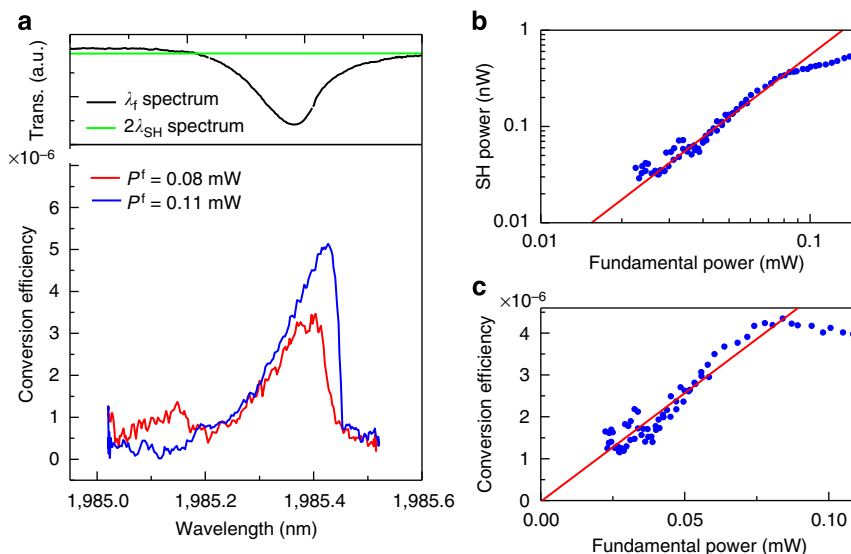 a
Trans. (a.u.)
λf spectrum
2λSH spectrum
×10−6
Pf = 0.08 mW
Pf = 0.11 mW
Conversion efficiency
6
5
4
3
2
1
0
1,985.0
1,985.2
1,985.4
1,985.6
Wavelength (nm)
b
SH power (nW)
1
0.1
0.01
0.01
0.1
Fundamental power (mW)
c
×10−6
Conversion efficiency
4
3
2
1
0
0.00
0.05
0.10
Fundamental power (mW)